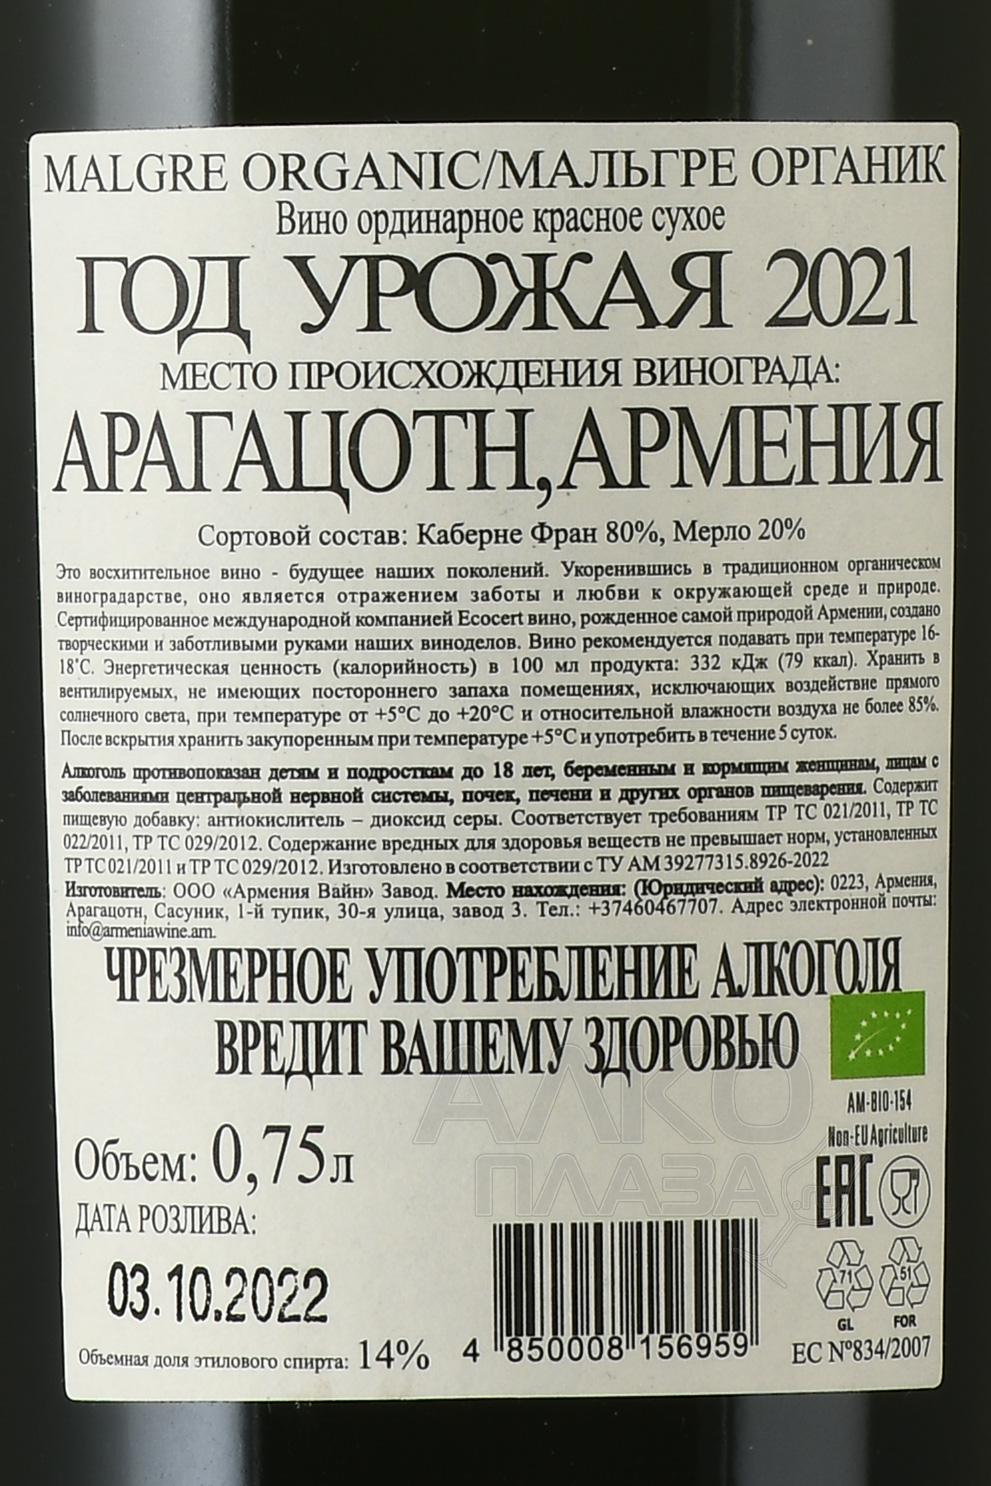 MALGRE ORGANIC/МАЛЬГРЕ ОРГАНИК
Вино ординарное красное сухое
ГОД УРОЖАЯ 2021
МЕСТО ПРОИСХОЖДЕНИЯ ВИНОГРАДА:
АРАГАЦОТН, АРМЕНИЯ
Сортовой состав: Каберне Фран 80%, Мерло 20%
Это восхитительное вино - будущее наших поколений. Укоренившись в традиционном органическом
виноградарстве, оно является отражением заботы и любви к окружающей среде и природе.
Сертифицированное международной компанией Ecocert вино, рожденное самой природой Армении, создано
творческими и заботливыми руками наших виноделов. Вино рекомендуется подавать при температуре 16-
18˚C. Энергетическая ценность (калорийность) в 100 мл продукта: 332 кДж (79 ккал). Хранить в
вентилируемых, не имеющих постороннего запаха помещениях, исключающих воздействие прямого
солнечного света, при температуре от +5°C до +20°C и относительной влажности воздуха не более 85%.
После вскрытия хранить закупоренным при температуре +5°C и употребить в течение 5 суток.
Алкоголь противопоказан детям и подросткам до 18 лет, беременным и кормящим женщинам, лицам с
заболеваниями центральной нервной системы, почек, печени и других органов пищеварения. Содержит
пищевую добавку: антиокислитель – диоксид серы. Соответствует требованиям ТР ТС 021/2011, ТР ТС
022/2011, ТР ТС 029/2012. Содержание вредных для здоровья веществ не превышает норм, установленных
ТР ТС 021/2011 и ТР ТС 029/2012. Изготовлено в соответствии с ТУ АМ 39277315.8926-2022
Изготовитель: ООО «Армения Вайн» Завод. Место нахождения: (Юридический адрес): 0223, Армения,
Арагацотн, Сасуник, 1-й тупик, 30-я улица, завод 3. Тел.: +37460467707. Адрес электронной почты:
info@armeniawine.am.
ЧРЕЗМЕРНОЕ УПОТРЕБЛЕНИЕ АЛКОГОЛЯ
ВРЕДИТ ВАШЕМУ ЗДОРОВЬЮ
AM-BIO-154
Non-EU Agriculture
EAC
Объем: 0,75л
ДАТА РОЗЛИВА:
03.10.2022
Объемная доля этилового спирта: 14%
4 850008 156959
71
GL
51
FOR
EC Nº834/2007
АЛКО
ПЛАЗА